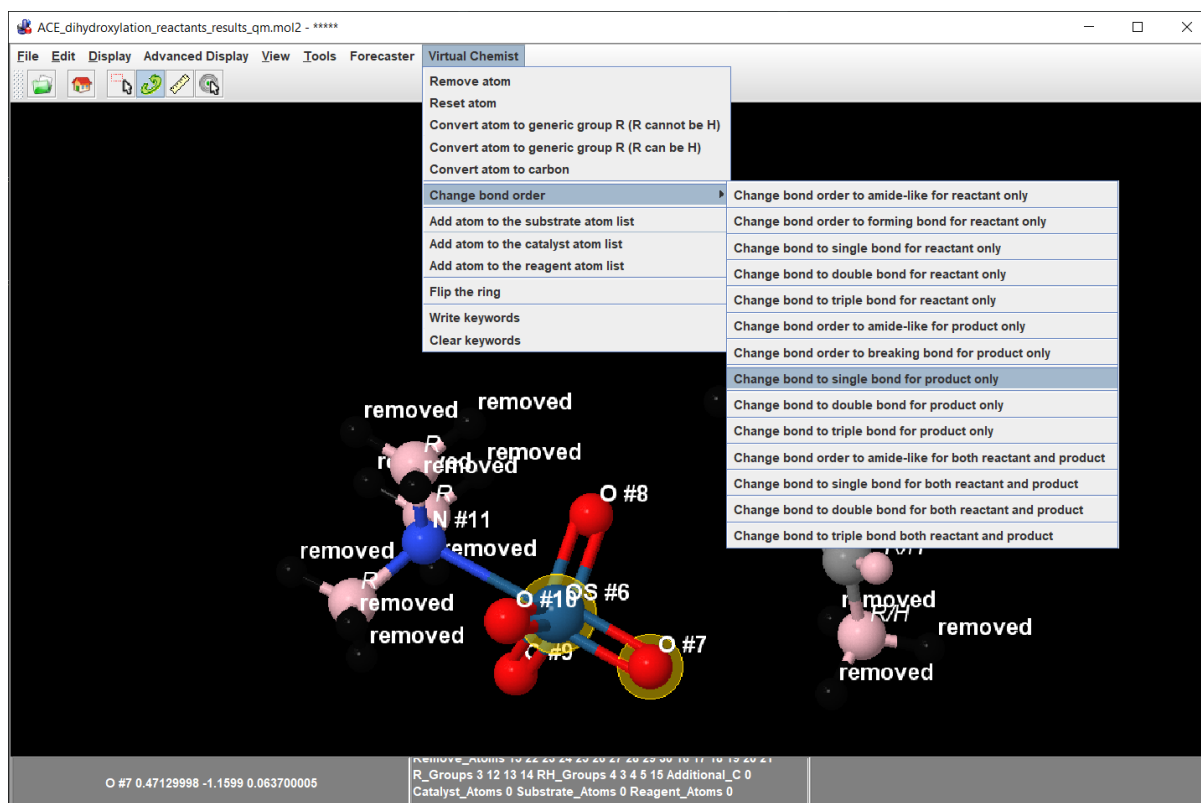 ACE_dihydroxylation_reactants_results_qm.mol2 - *****
File Edit Display Advanced Display View Tools Forecaster Virtual Chemist
Remove atom
Reset atom
Convert atom to generic group R (R cannot be H)
Convert atom to generic group R (R can be H)
Convert atom to carbon
Change bond order
Add atom to the substrate atom list
Add atom to the catalyst atom list
Add atom to the reagent atom list
Flip the ring
Write keywords
Clear keywords
Change bond order to amide-like for reactant only
Change bond order to forming bond for reactant only
Change bond to single bond for reactant only
Change bond to double bond for reactant only
Change bond to triple bond for reactant only
Change bond order to amide-like for product only
Change bond order to breaking bond for product only
Change bond to single bond for product only
Change bond to double bond for product only
Change bond to triple bond for product only
Change bond order to amide-like for both reactant and product
Change bond to single bond for both reactant and product
Change bond to double bond for both reactant and product
Change bond to triple bond both reactant and product
removed
removed
R
removed
removed
R
N #11
O #8
removed
removed
R
removed
removed
O #10
OS #6
#9
O #7
R/H
removed
R/H
removed
removed
O #7 0.47129998 -1.1599 0.063700005
R_Groups 3 12 13 14 RH_Groups 4 3 4 5 15 Additional_C 0
Catalyst_Atoms 0 Substrate_Atoms 0 Reagent_Atoms 0